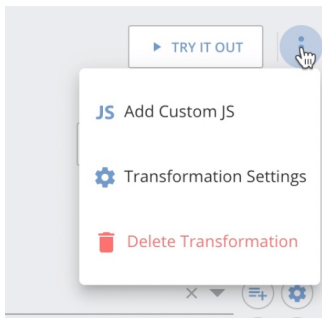 TRY IT OUT
JS Add Custom JS
Transformation Settings
Delete Transformation